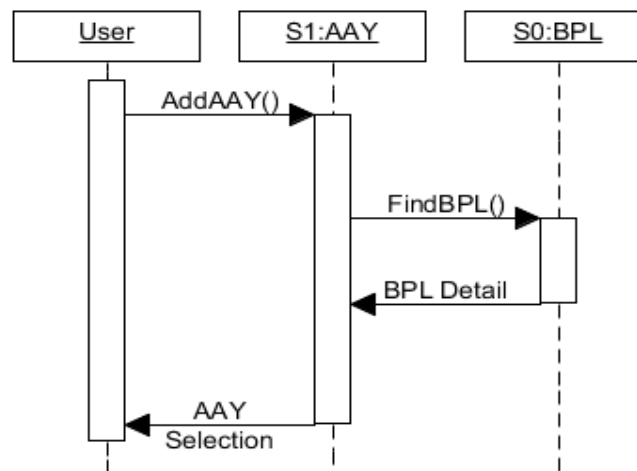 User
S1:AAY
S0:BPL
AddAAY()
FindBPL()
BPL Detail
AAY
Selection